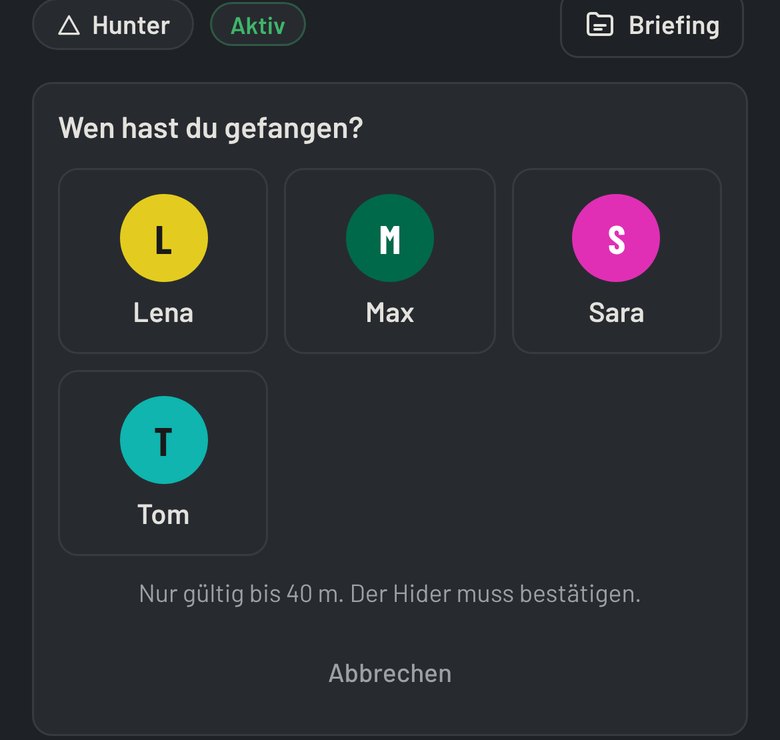 Hunter Aktiv Briefing
Wen hast du gefangen?
L M S
Lena Max Sara
T
Tom
Nur gültig bis 40 m. Der Hider muss bestätigen.
Abbrechen